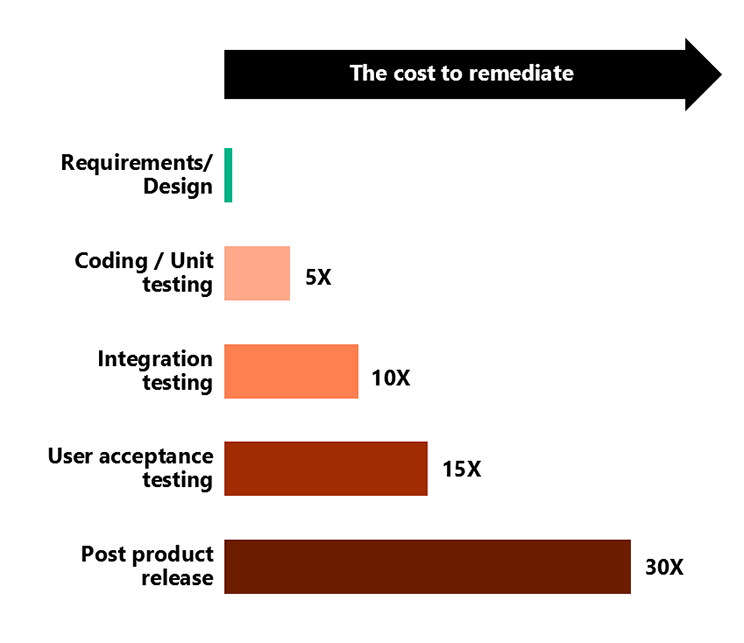 The cost to remediate
Requirements/
Design
Coding / Unit
testing
5X
Integration
testing
10X
User acceptance
testing
15X
Post product
release
30X